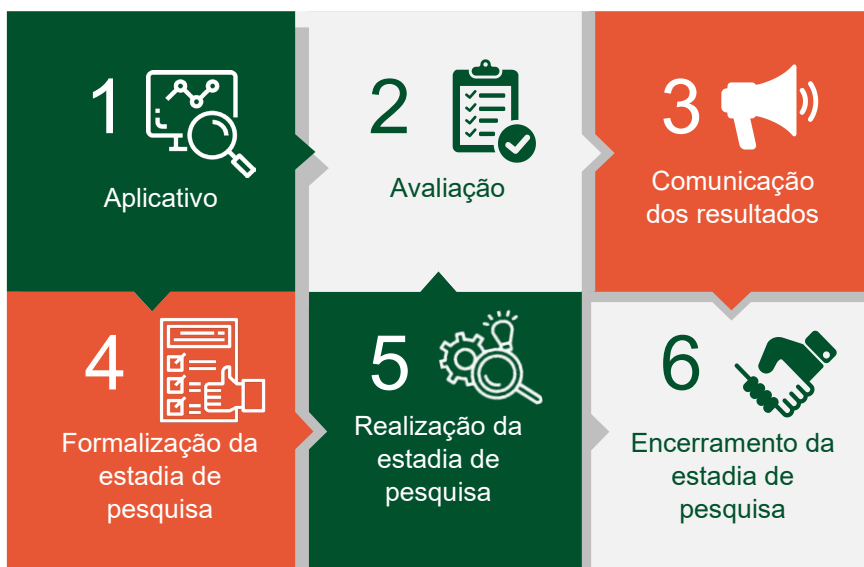 1
Aplicativo
2
Avaliação
3
Comunicação
dos resultados
4
Formalização da
estadia de
pesquisa
5
Realização da
estadia de
pesquisa
6
Encerramento da
estadia de
pesquisa